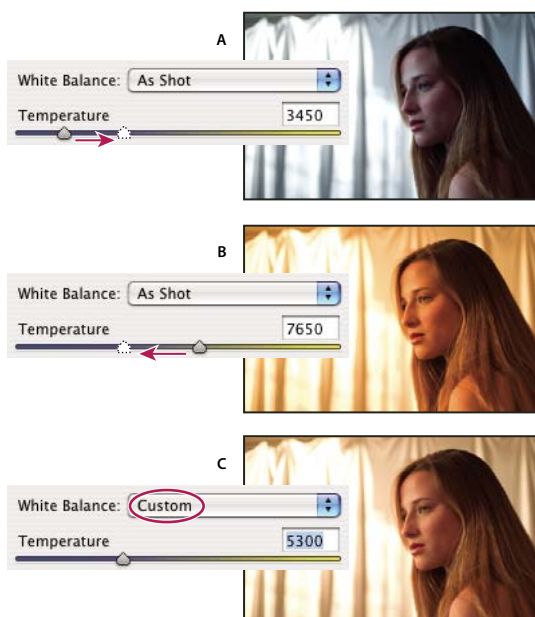 A
White Balance: As Shot
Temperature 3450
B
White Balance: As Shot
Temperature 7650
C
White Balance: Custom
Temperature 5300